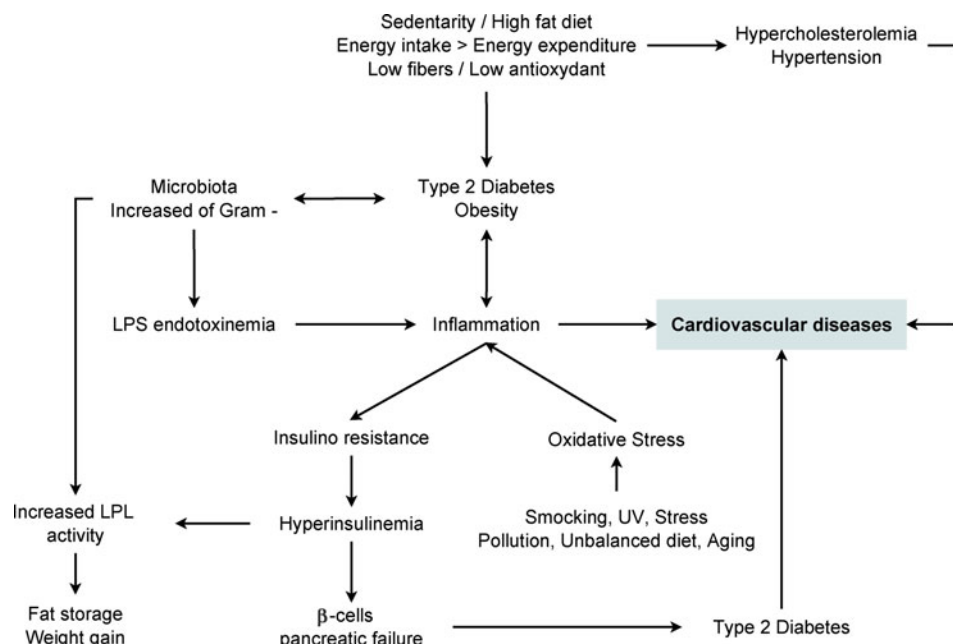 Sedentarity / High fat diet
Energy intake > Energy expenditure
Low fibers / Low antioxydant
Hypercholesterolemia
Hypertension
Microbiota
Increased of Gram -
Type 2 Diabetes
Obesity
LPS endotoxinemia
Inflammation
Cardiovascular diseases
Insulino resistance
Oxidative Stress
Increased LPL
activity
Hyperinsulinemia
Smocking, UV, Stress
Pollution, Unbalanced diet, Aging
Fat storage
Weight gain
β-cells
pancreatic failure
Type 2 Diabetes